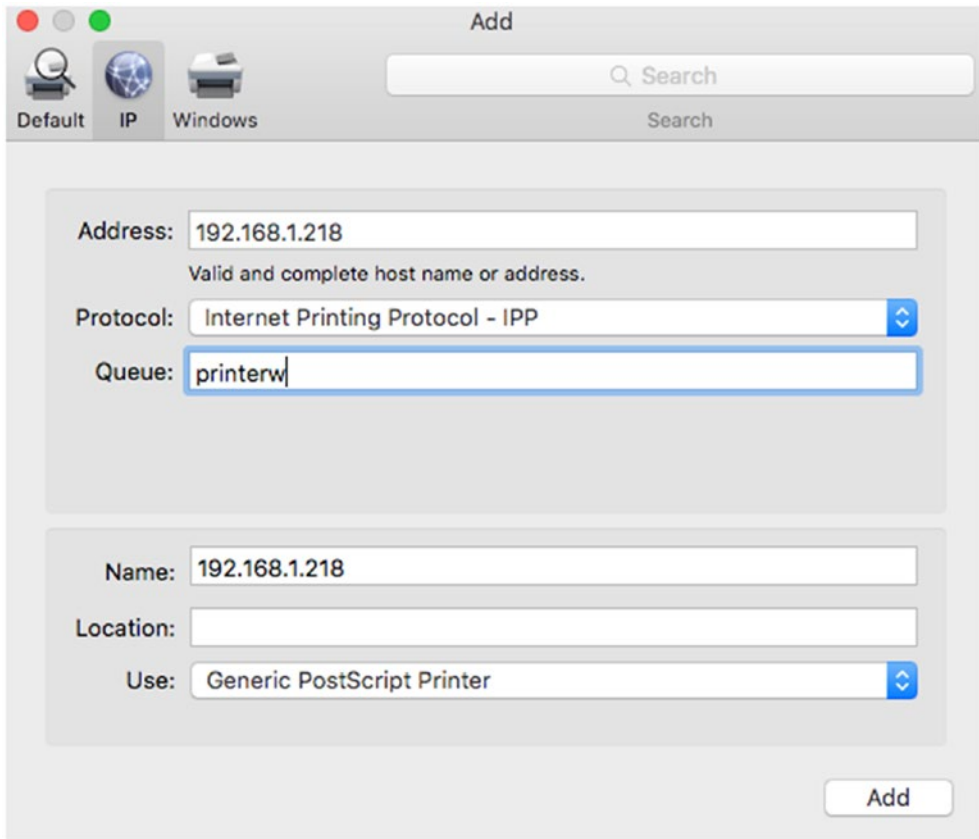 Add
Search
Default IP Windows
Search
Address: 192.168.1.218
Valid and complete host name or address.
Protocol: Internet Printing Protocol - IPP
Queue: printerw
Name: 192.168.1.218
Location:
Use: Generic PostScript Printer
Add